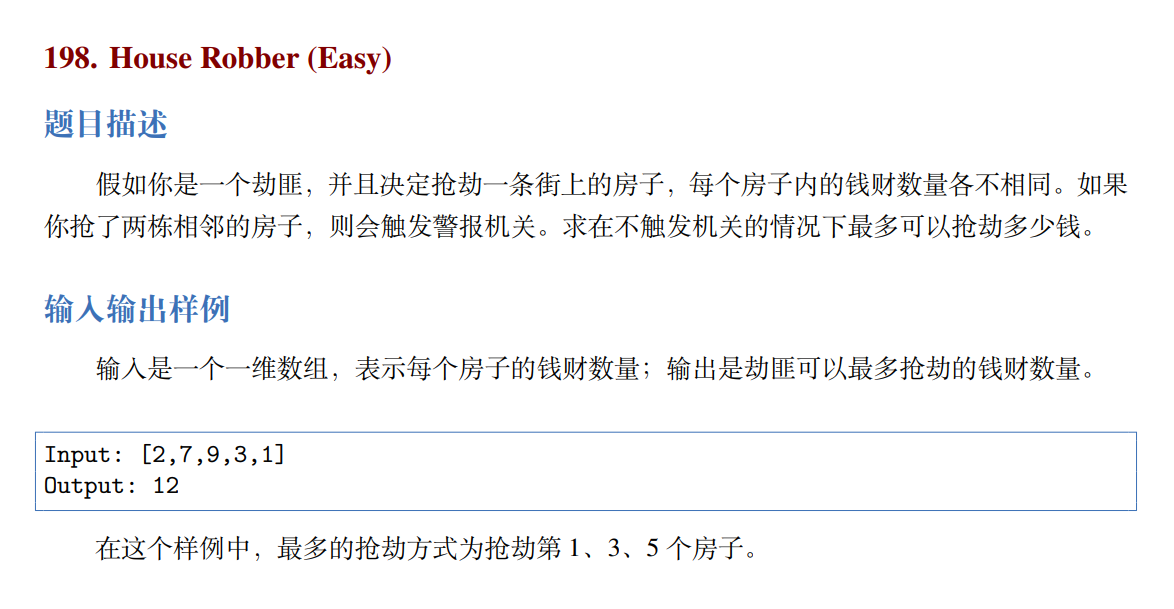 198. House Robber (Easy)
题目描述
假如你是一个劫匪，并且决定抢劫一条街上的房子，每个房子内的钱财数量各不相同。如果
你抢了两栋相邻的房子，则会触发警报机关。求在不触发机关的情况下最多可以抢劫多少钱。
输入输出样例
输入是一个一维数组，表示每个房子的钱财数量；输出是劫匪可以最多抢劫的钱财数量。
Input: [2,7,9,3,1]
Output: 12
在这个样例中，最多的抢劫方式为抢劫第 1、3、5 个房子。